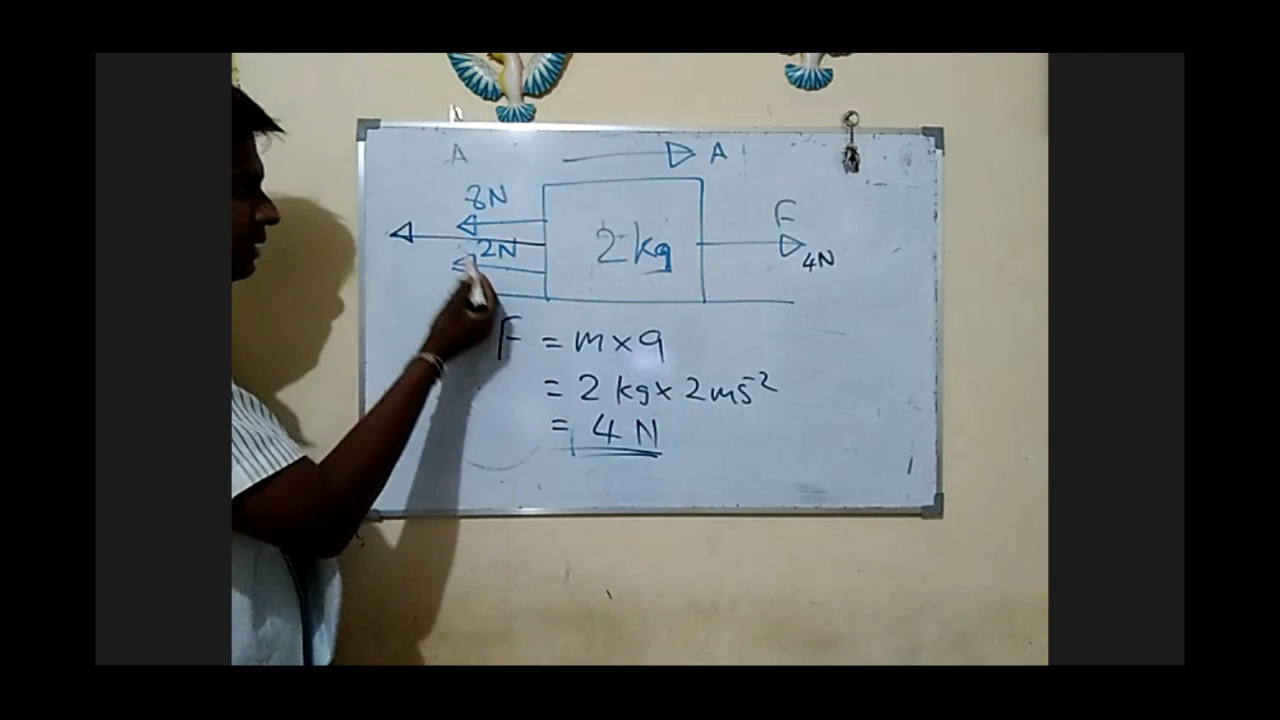 A
A
8N
F
2N
2 kg
4N
F = m x a
= 2 kg x 2 ms⁻²
= 4 N